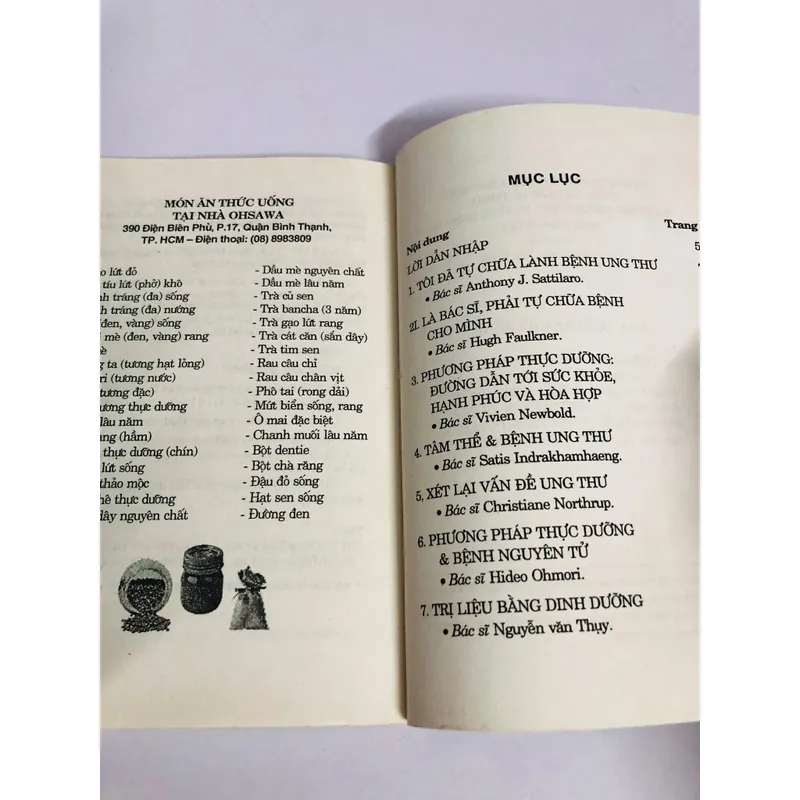 MÓN ĂN THỨC UỐNG
TẠI NHÀ OHSAWA
390 Điện Biên Phủ, P.17, Quận Bình Thạnh,
TP. HCM – Điện thoại: (08) 8983809
lứt đỏ
tíu lứt (phở) khô
tráng (đa) sống
tráng (đa) nướng
(đen, vàng) sống
mè (đen, vàng) rang
mè
ta (tương hạt lỏng)
(tương nước)
(tương đặc)
thực dưỡng
lâu năm
(hầm)
thực dưỡng (chín)
lứt sống
thảo mộc
thực dưỡng
dây nguyên chất
- Dầu mè nguyên chất
- Dầu mè lâu năm
- Trà củ sen
- Trà bancha (3 năm)
- Trà gạo lứt rang
- Trà cát căn (sắn dây)
- Trà tim sen
- Rau câu chỉ
- Rau câu chân vịt
- Phô tai (rong dải)
- Mứt biển sống, rang
- Ô mai đặc biệt
- Chanh muối lâu năm
- Bột dentie
- Bột chà răng
- Đậu đỏ sống
- Hạt sen sống
- Đường đen
MỤC LỤC
Nội dung Trang
LỜI DẪN NHẬP 5
1. TÔI ĐÃ TỰ CHỮA LÀNH BỆNH UNG THƯ
• Bác sĩ Anthony J. Sattilaro.
2I. LÀ BÁC SĨ, PHẢI TỰ CHỮA BỆNH
CHO MÌNH
• Bác sĩ Hugh Faulkner.
3. PHƯƠNG PHÁP THỰC DƯỠNG:
ĐƯỜNG DẪN TỚI SỨC KHỎE,
HẠNH PHÚC VÀ HÒA HỢP
• Bác sĩ Vivien Newbold.
4. TÂM THỂ & BỆNH UNG THƯ
• Bác sĩ Satis Indrakhamhaeng.
5, XÉT LẠI VẤN ĐỀ UNG THƯ
• Bác sĩ Christiane Northrup.
6. PHƯƠNG PHÁP THỰC DƯỠNG
& BỆNH NGUYÊN TỬ
• Bác sĩ Hideo Ohmori.
7. TRỊ LIỆU BẰNG DINH DƯỠNG
• Bác sĩ Nguyễn văn Thụy.